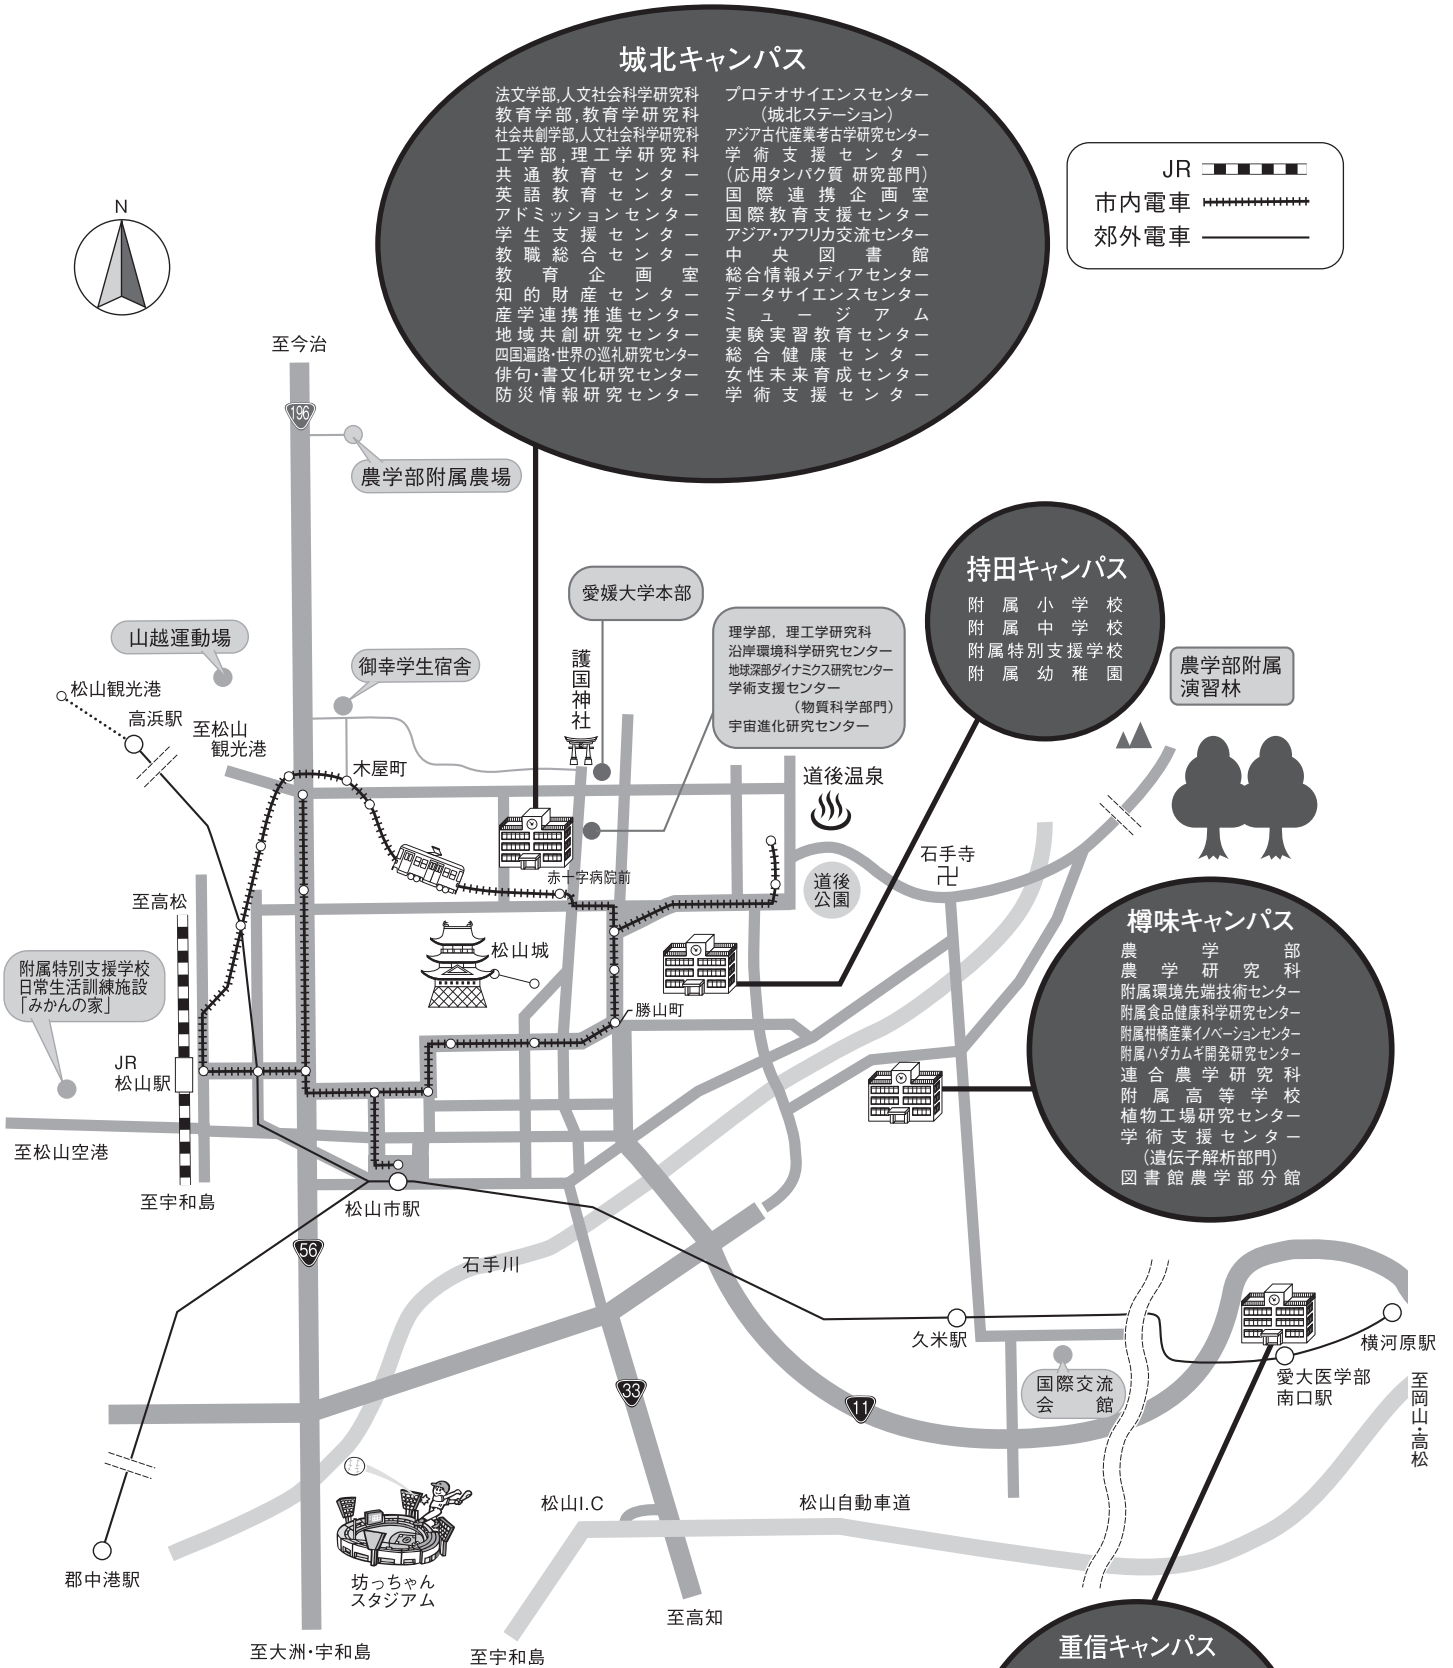 城北キャンパス
法文学部,人文社会科学研究科
教育学部,教育学研究科
社会共創学部,人文社会科学研究科
工学部,理工学研究科
共通教育センター
英語教育センター
アドミッションセンター
学生支援センター
教職総合センター
教育企画室
知的財産センター
産学連携推進センター
地域共創研究センター
四国遍路・世界の巡礼研究センター
俳句・書文化研究センター
防災情報研究センター
プロテオサイエンスセンター
(城北ステーション)
アジア古代産業考古学研究センター
学術支援センター
(応用タンパク質 研究部門)
国際連携企画室
国際教育支援センター
アジア・アフリカ交流センター
中央図書館
総合情報メディアセンター
データサイエンスセンター
ミュージアム
実験実習教育センター
総合健康センター
女性未来育成センター
学術支援センター
JR
市内電車
郊外電車
N
至今治
196
農学部附属農場
愛媛大学本部
持田キャンパス
附属小学校
附属中学校
附属特別支援学校
附属幼稚園
理学部, 理工学研究科
沿岸環境科学研究センター
地球深部ダイナミクス研究センター
学術支援センター
(物質科学部門)
宇宙進化研究センター
農学部附属
演習林
山越運動場
御幸学生宿舎
護国神社
松山観光港
高浜駅
至松山
観光港
木屋町
道後温泉
石手寺
卍
赤十字病院前
道後
公園
至高松
松山城
樽味キャンパス
農学部
農学研究科
附属環境先端技術センター
附属食品健康科学研究センター
附属柑橘産業イノベーションセンター
附属ハダカムギ開発研究センター
連合農学研究科
附属高等学校
植物工場研究センター
学術支援センター
(遺伝子解析部門)
図書館農学部分館
附属特別支援学校
日常生活訓練施設
「みかんの家」
勝山町
JR
松山駅
至松山空港
至宇和島
松山市駅
56
石手川
久米駅
横河原駅
愛大医学部
南口駅
国際交流
会館
33
11
至岡山・高松
松山I.C
松山自動車道
郡中港駅
坊っちゃん
スタジアム
至高知
至大洲・宇和島
至宇和島
重信キャンパス